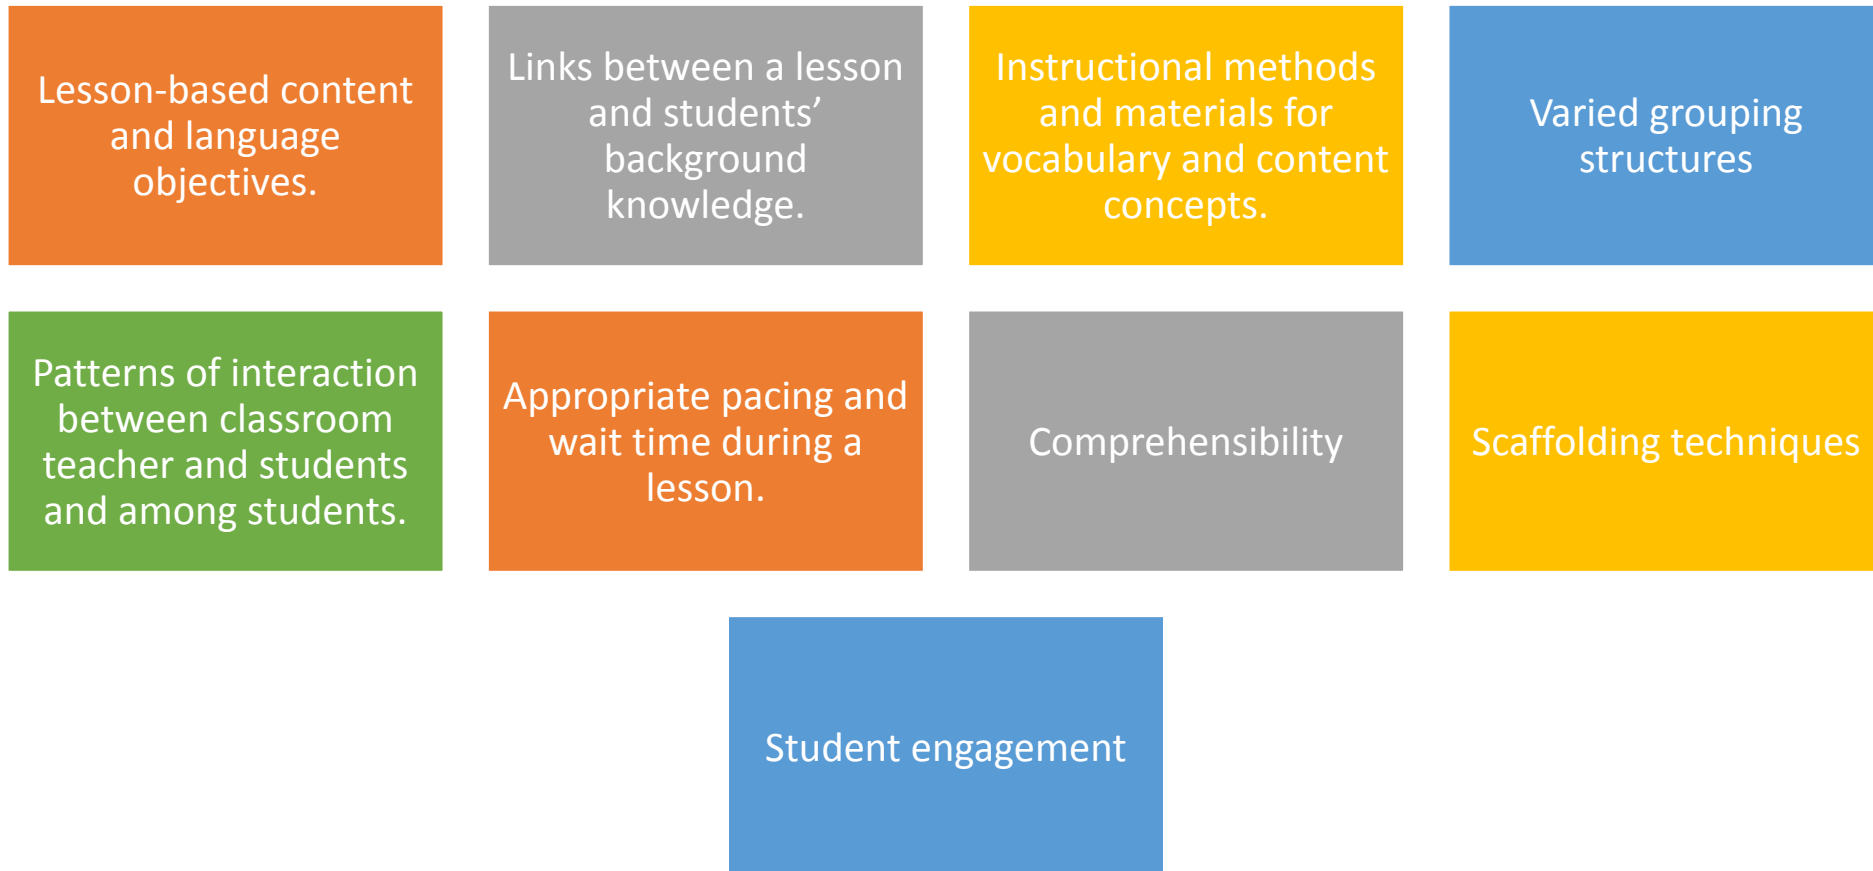 Lesson-based content
and language
objectives.
Links between a lesson
and students’
background
knowledge.
Instructional methods
and materials for
vocabulary and content
concepts.
Varied grouping
structures
Patterns of interaction
between classroom
teacher and students
and among students.
Appropriate pacing and
wait time during a
lesson.
Comprehensibility
Scaffolding techniques
Student engagement